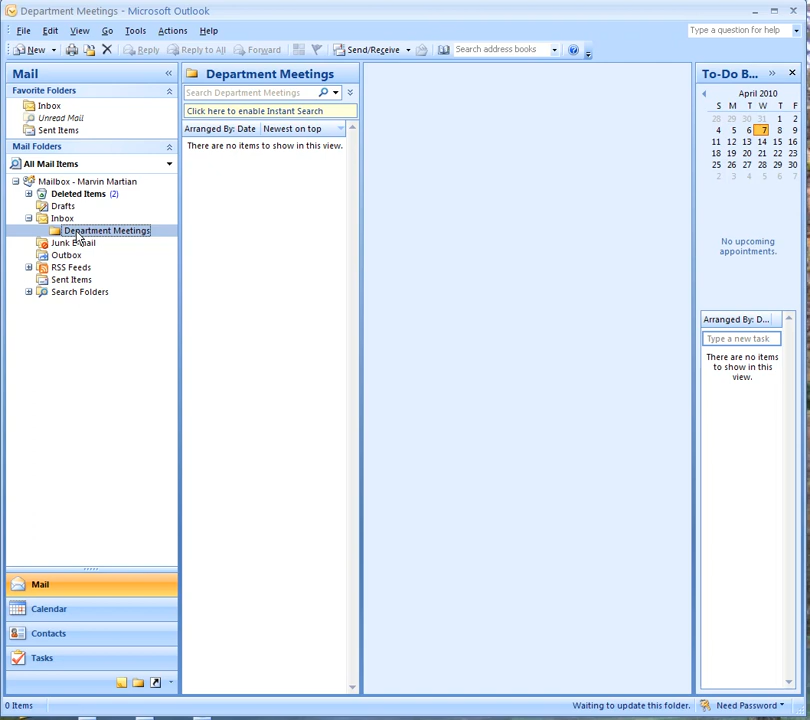 Department Meetings - Microsoft Outlook
File Edit View Go Tools Actions Help
Type a question for help
New Reply Reply to All Forward Send/Receive Search address books
Mail «
Favorite Folders
Inbox
Unread Mail
Sent Items
Mail Folders
All Mail Items
Mailbox - Marvin Martian
Deleted Items (2)
Drafts
Inbox
Department Meetings
Junk E-mail
Outbox
RSS Feeds
Sent Items
Search Folders
Mail
Calendar
Contacts
Tasks
Department Meetings
Search Department Meetings
Click here to enable Instant Search
Arranged By: Date Newest on top
There are no items to show in this view.
To-Do B... »
April 2010
S M T W T F
28 29 30 31 1 2
4 5 6 7 8 9
11 12 13 14 15 16
18 19 20 21 22 23
25 26 27 28 29 30
2 3 4 5 6 7
No upcoming
appointments.
Arranged By: D...
Type a new task
There are no items
to show in this
view.
0 Items
Waiting to update this folder.
Need Password